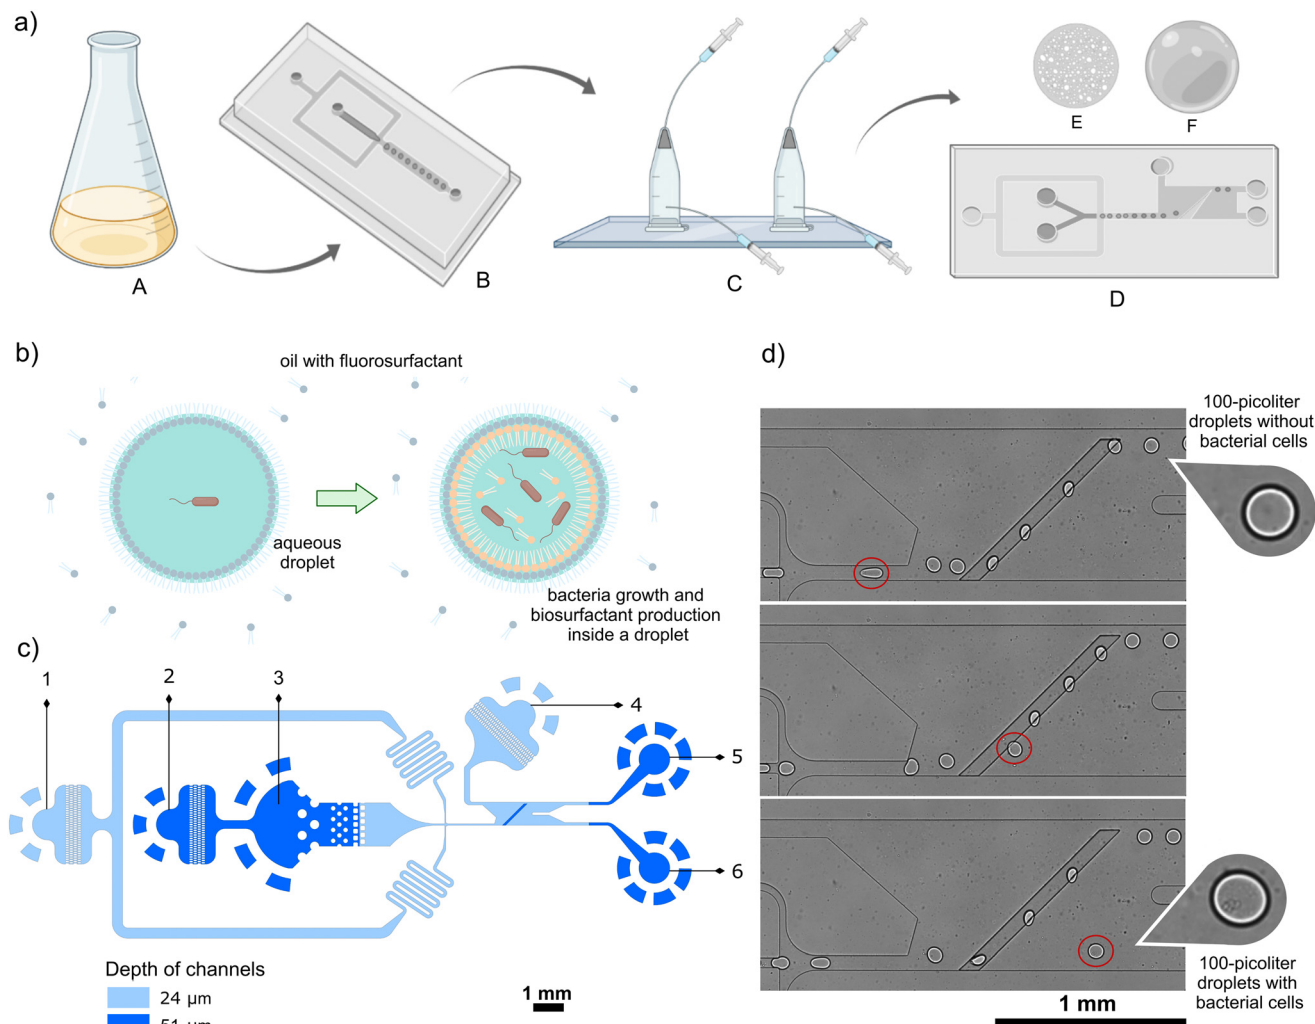 a)
A
B
C
D
E
F
b)
oil with fluorosurfactant
aqueous
droplet
bacteria growth and
biosurfactant production
inside a droplet
c)
1
2
3
4
5
6
Depth of channels
24 µm
51 µm
1 mm
d)
100-picoliter
droplets without
bacterial cells
100-picoliter
droplets with
bacterial cells
1 mm